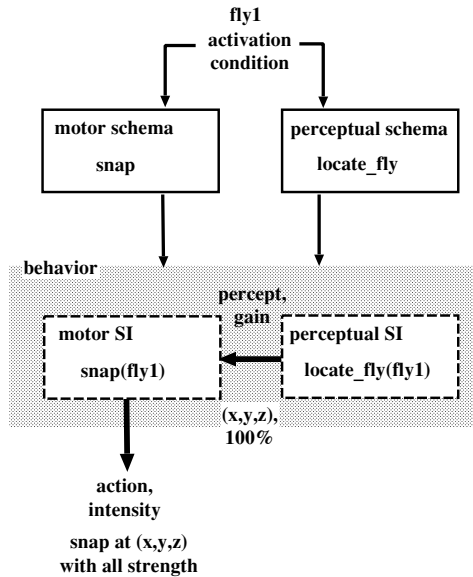 fly1
activation
condition
motor schema
snap
perceptual schema
locate_fly
behavior
percept,
gain
motor SI
snap(fly1)
perceptual SI
locate_fly(fly1)
(x,y,z),
100%
action,
intensity
snap at (x,y,z)
with all strength